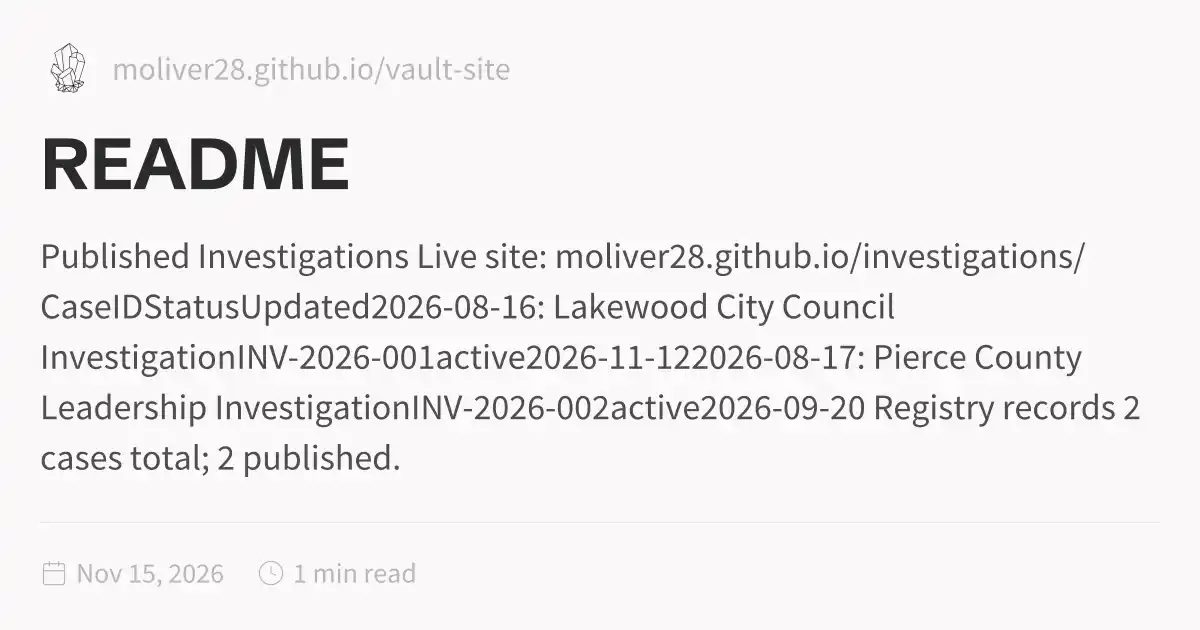 moliver28.github.io/vault-site
README
Published Investigations Live site: moliver28.github.io/investigations/
CaseIDStatusUpdated2026-08-16: Lakewood City Council
InvestigationINV-2026-001active2026-11-122026-08-17: Pierce County
Leadership InvestigationINV-2026-002active2026-09-20 Registry records 2
cases total; 2 published.
Nov 15, 2026 1 min read